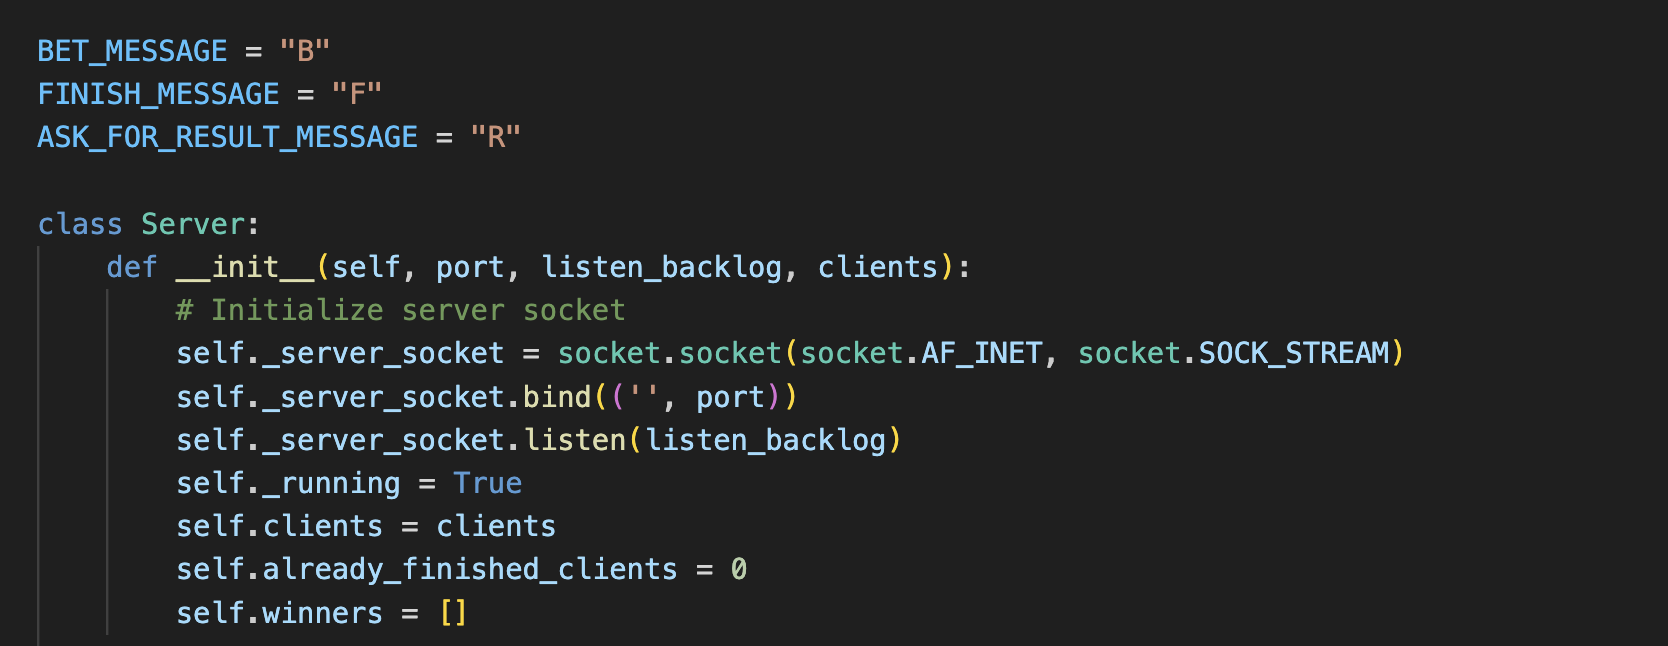 BET_MESSAGE = "B"
FINISH_MESSAGE = "F"
ASK_FOR_RESULT_MESSAGE = "R"

class Server:
    def __init__(self, port, listen_backlog, clients):
        # Initialize server socket
        self._server_socket = socket.socket(socket.AF_INET, socket.SOCK_STREAM)
        self._server_socket.bind(('', port))
        self._server_socket.listen(listen_backlog)
        self._running = True
        self.clients = clients
        self.already_finished_clients = 0
        self.winners = []